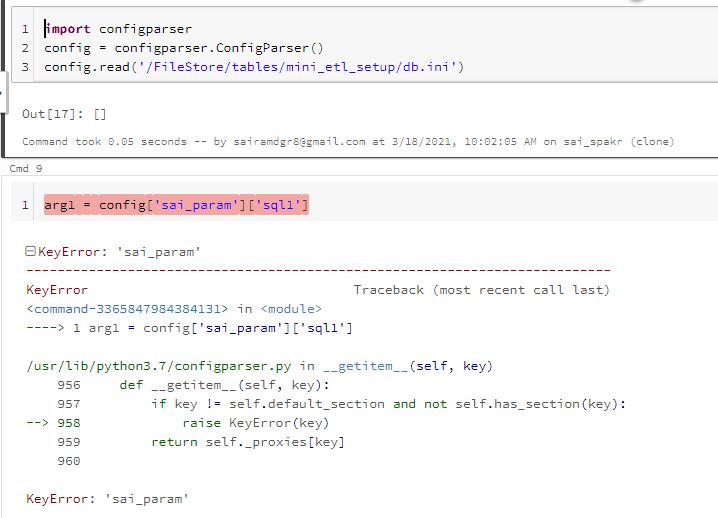 1 import configparser
2 config = configparser.ConfigParser()
3 config.read('/FileStore/tables/mini_etl_setup/db.ini')
Out[17]: []
Command took 0.05 seconds -- by sairamdgr8@gmail.com at 3/18/2021, 10:02:05 AM on sai_spakr (clone)
Cmd 9
1 arg1 = config['sai_param']['sql1']
KeyError: 'sai_param'
---------------------------------------------------------------------------
KeyError                                  Traceback (most recent call last)
<command-3365847984384131> in <module>
----> 1 arg1 = config['sai_param']['sql1']
/usr/lib/python3.7/configparser.py in __getitem__(self, key)
    956     def __getitem__(self, key):
    957         if key != self.default_section and not self.has_section(key):
--> 958             raise KeyError(key)
    959         return self._proxies[key]
    960
KeyError: 'sai_param'